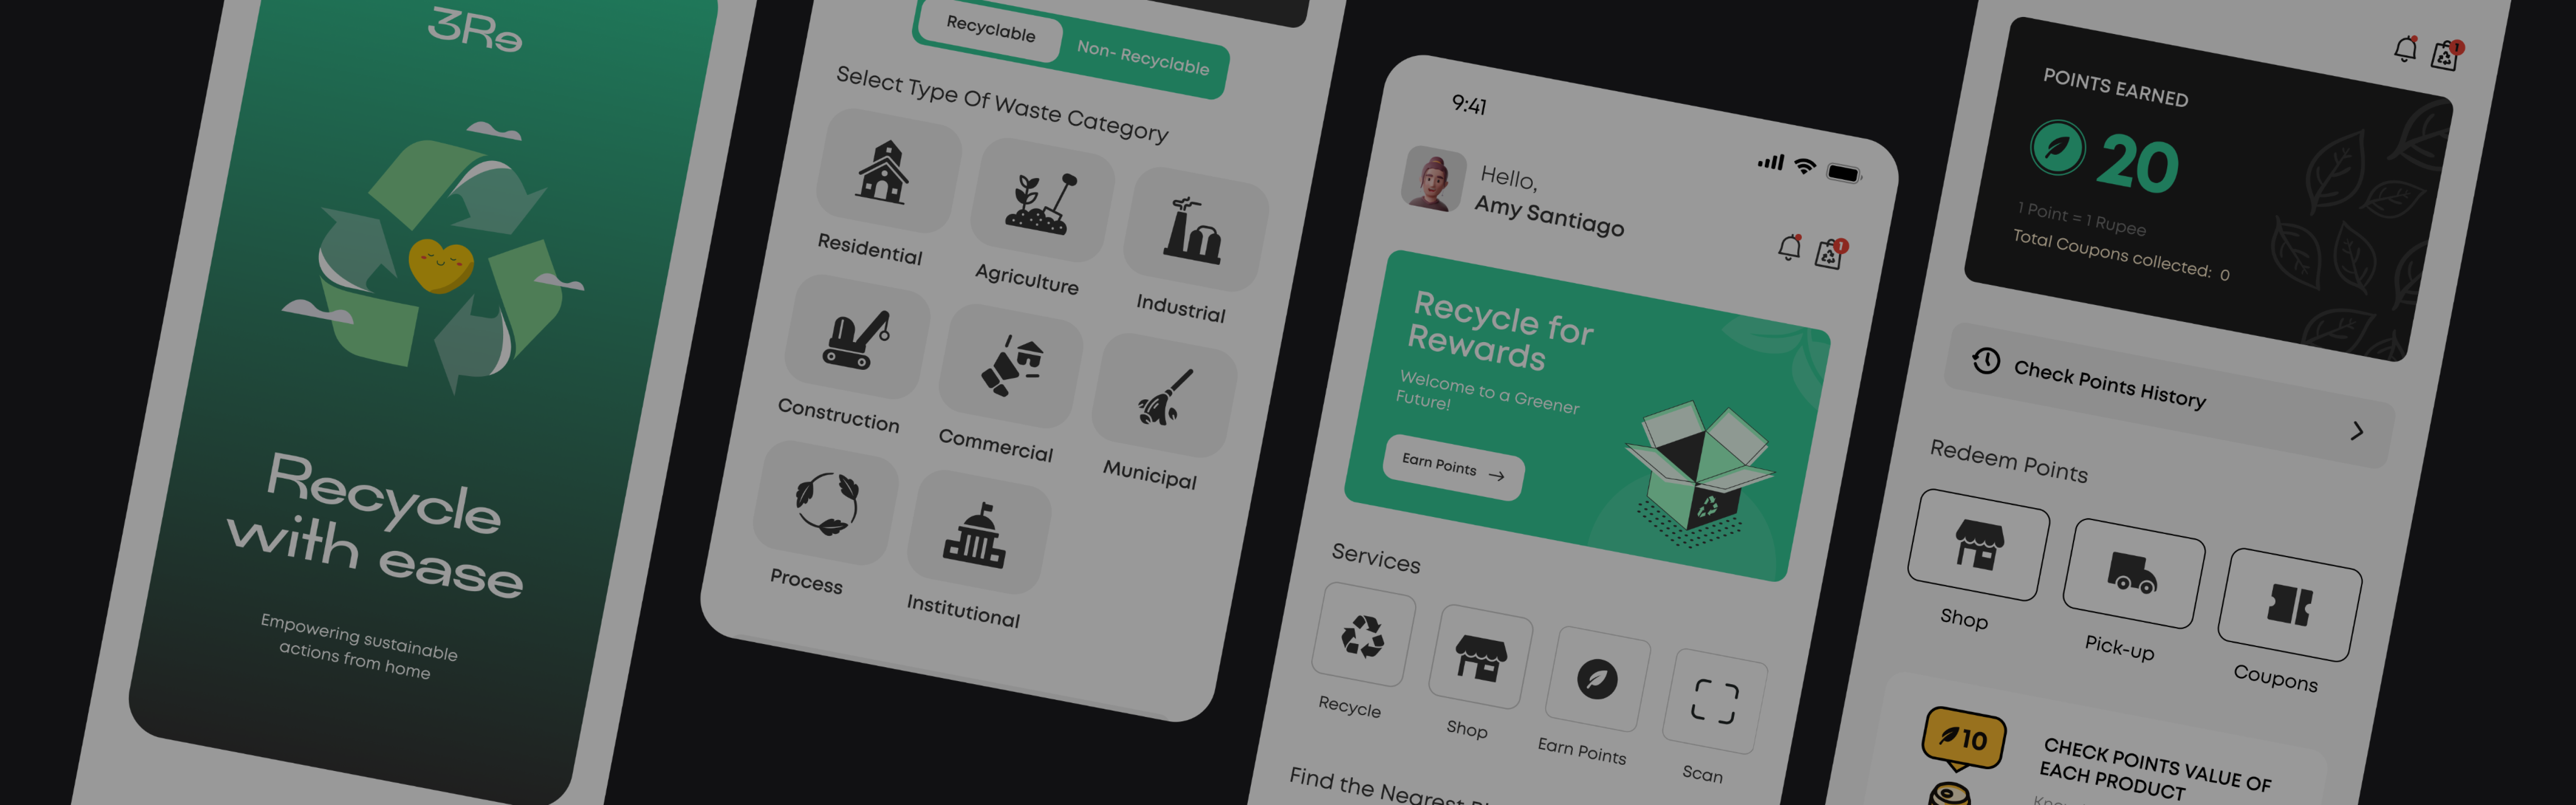 3Re
Recycle
with ease
Empowering sustainable
actions from home
Recyclable
Non- Recyclable
Select Type Of Waste Category
Residential
Agriculture
Industrial
Construction
Commercial
Municipal
Process
Institutional
9:41
Hello,
Amy Santiago
1
Recycle for
Rewards
Welcome to a Greener
Future!
Earn Points
Services
Recycle
Shop
Earn Points
Scan
Find the Nearest
1
POINTS EARNED
20
1 Point = 1 Rupee
Total Coupons collected: 0
Check Points History
Redeem Points
Shop
Pick-up
Coupons
10
CHECK POINTS VALUE OF
EACH PRODUCT